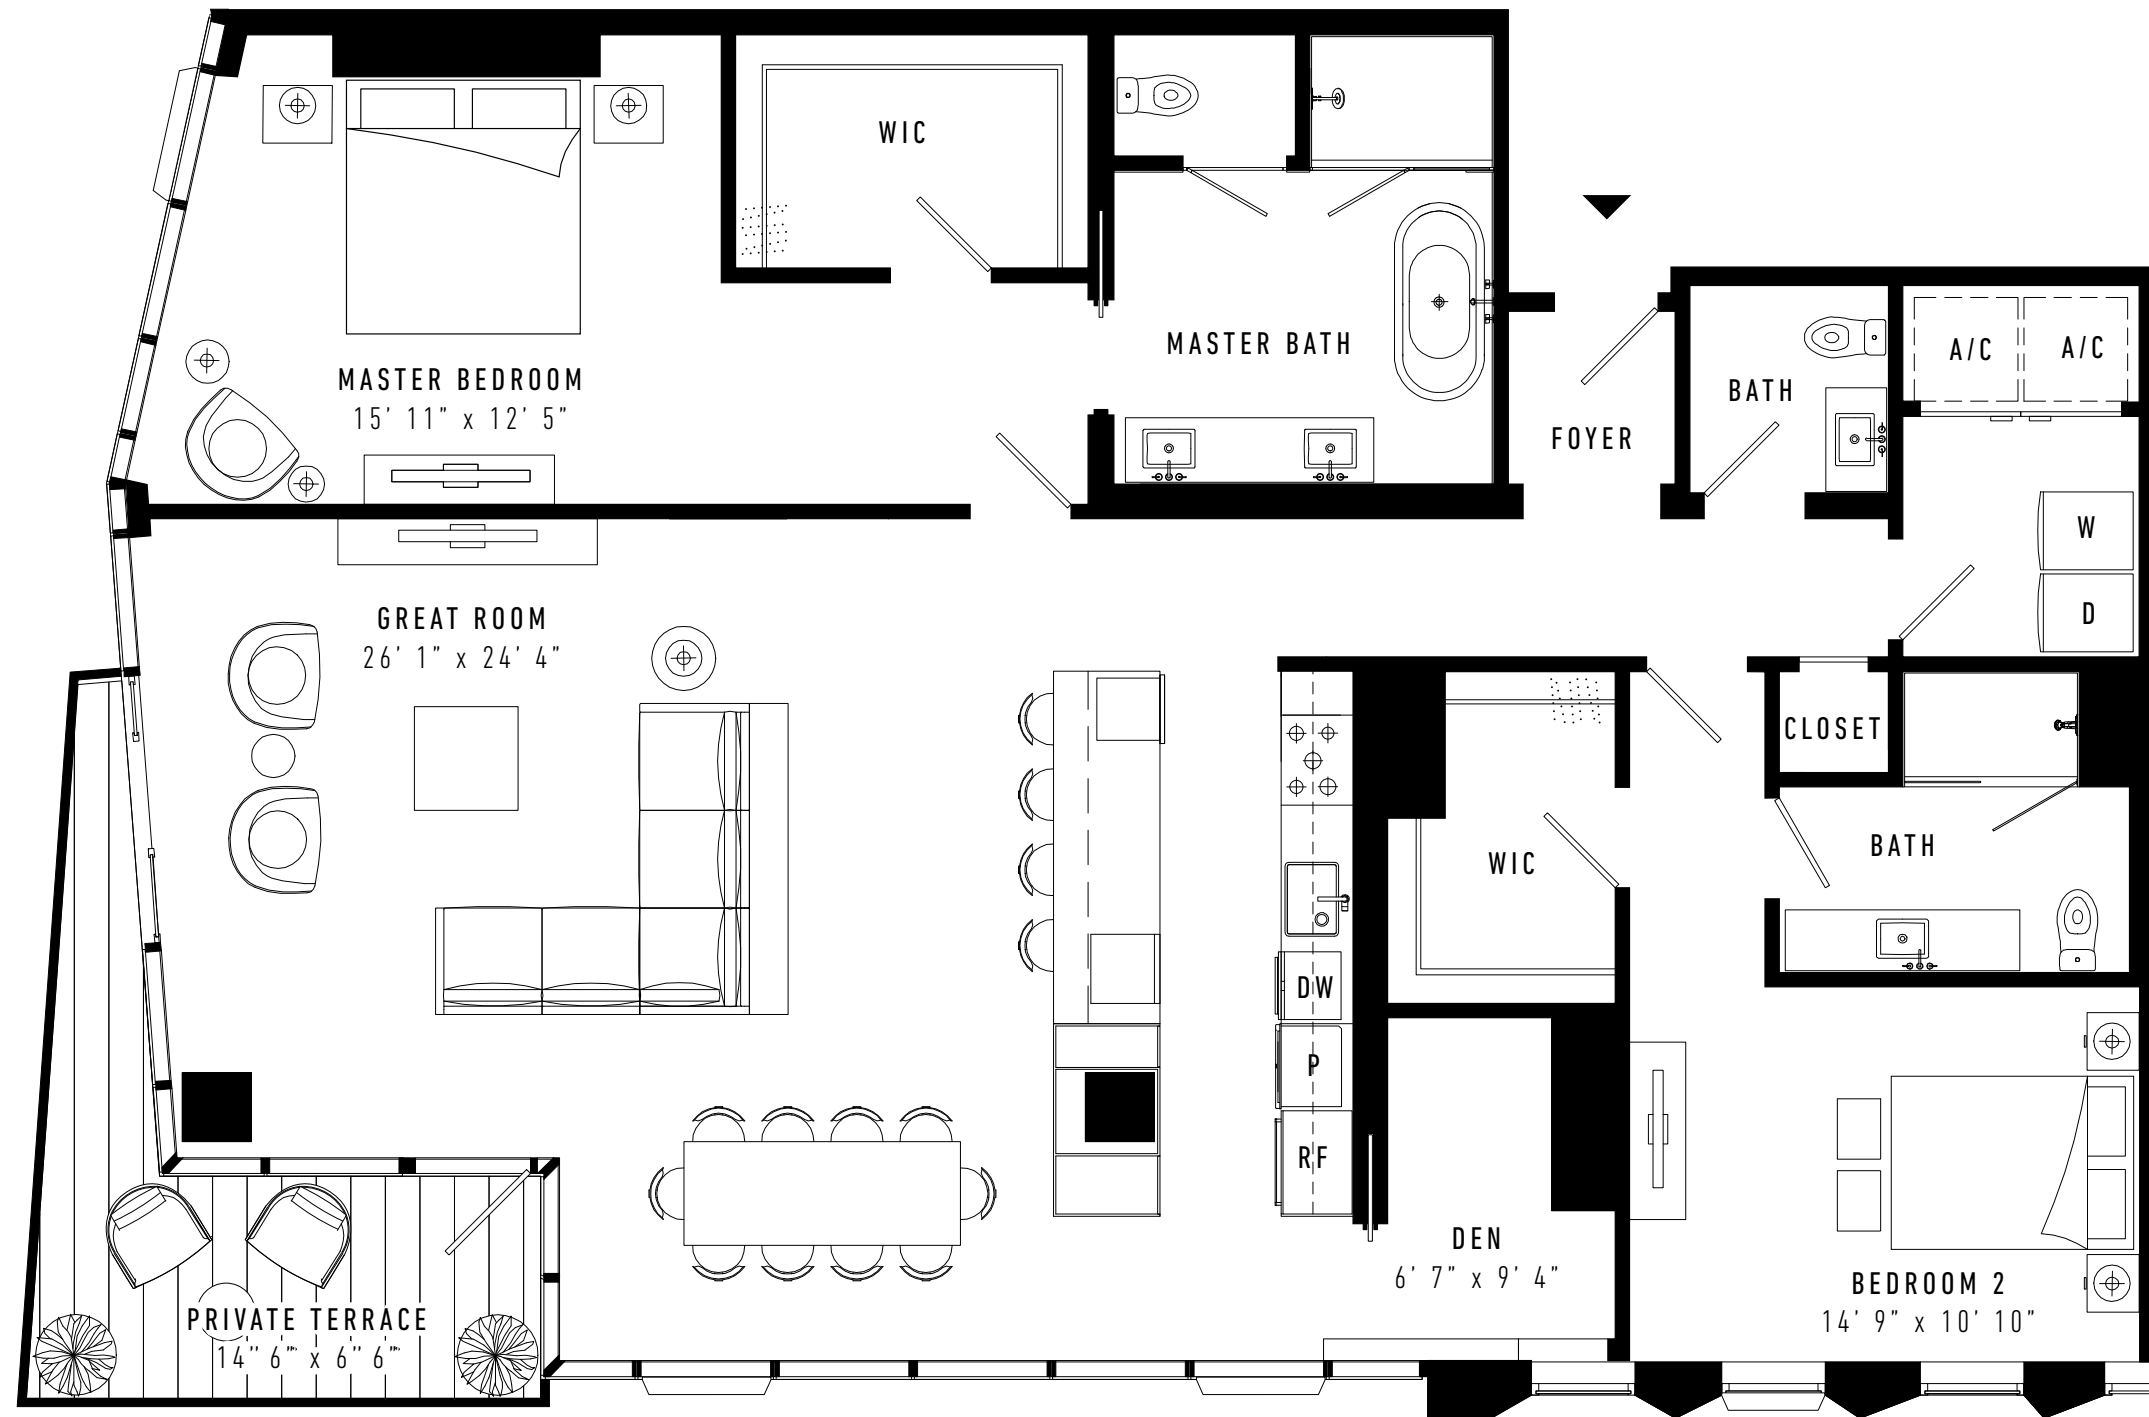 WIC
MASTER BATH
MASTER BEDROOM
15' 11" x 12' 5"
FOYER
BATH
A/C
A/C
W
D
GREAT ROOM
26' 1" x 24' 4"
CLOSET
WIC
BATH
DW
P
RF
DEN
6' 7" x 9' 4"
BEDROOM 2
14' 9" x 10' 10"
PRIVATE TERRACE
14" 6" x 6" 6"